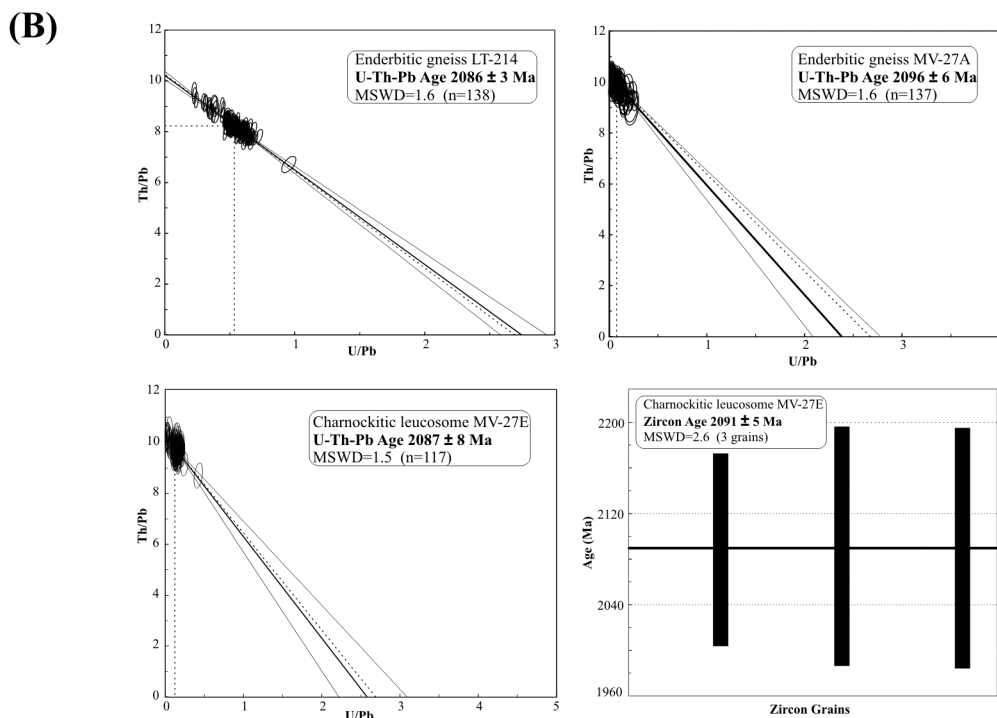 (B)
Enderbitic gneiss LT-214
U-Th-Pb Age 2086 ± 3 Ma
MSWD=1.6 (n=138)
12
10
8
6
4
2
0
Th/Pb
0
1
2
3
U/Pb
Enderbitic gneiss MV-27A
U-Th-Pb Age 2096 ± 6 Ma
MSWD=1.6 (n=137)
12
10
8
6
4
2
0
Th/Pb
0
1
2
3
U/Pb
Charnockitic leucosome MV-27E
U-Th-Pb Age 2087 ± 8 Ma
MSWD=1.5 (n=117)
12
10
8
6
4
2
0
Th/Pb
0
1
2
3
4
5
U/Pb
Charnockitic leucosome MV-27E
Zircon Age 2091 ± 5 Ma
MSWD=2.6 (3 grains)
2200
2120
2040
1960
Age (Ma)
Zircon Grains